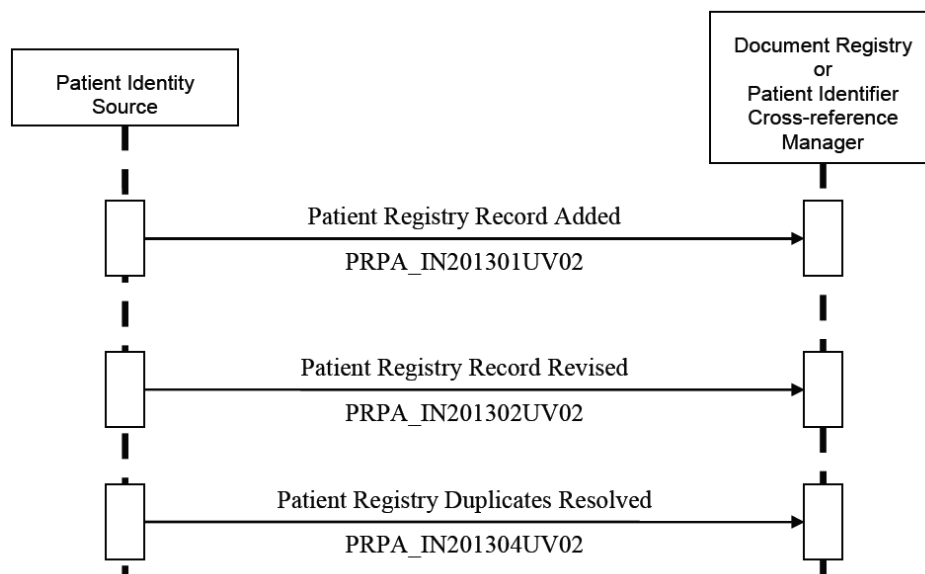 Patient Identity
Source
Document Registry
or
Patient Identifier
Cross-reference
Manager
Patient Registry Record Added
PRPA_IN201301UV02
Patient Registry Record Revised
PRPA_IN201302UV02
Patient Registry Duplicates Resolved
PRPA_IN201304UV02